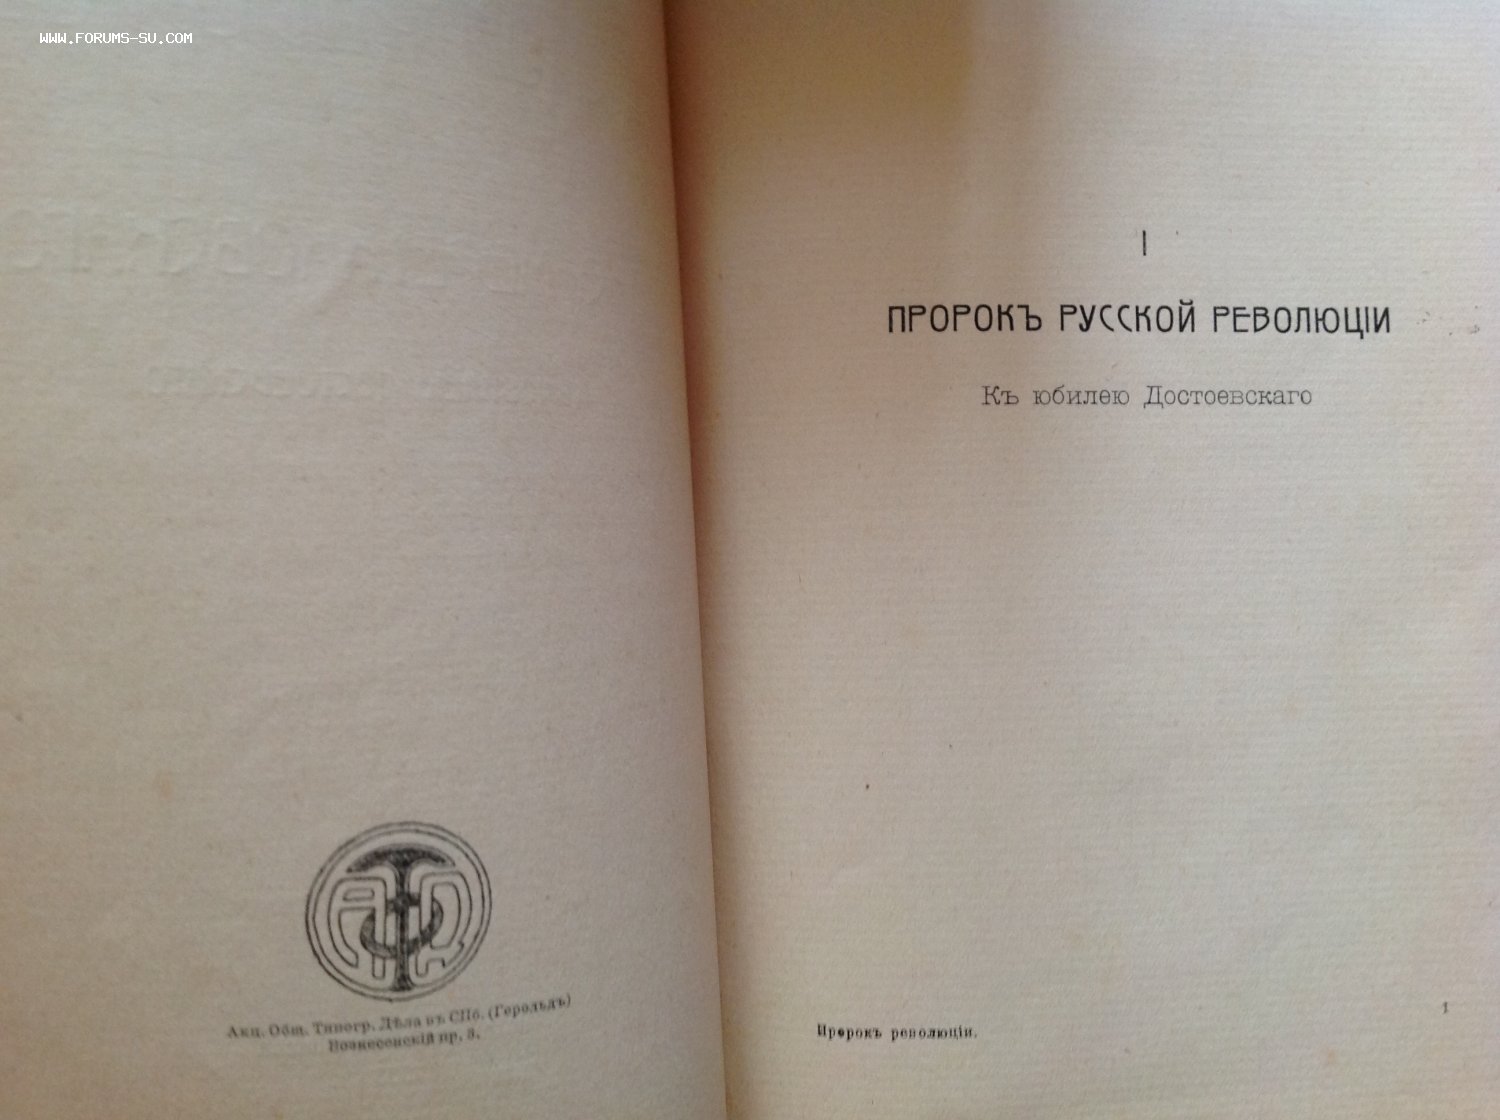 WWW.FORUMS-SU.COM
Акц. Общ. Типогр. Дѣла въ СПб. (Герольдъ)
Вознесенскій пр. 3.
I
ПРОРОКЪ РУССКОЙ РЕВОЛЮЦІИ
Къ юбилею Достоевскаго
Пророкъ революціи.
1